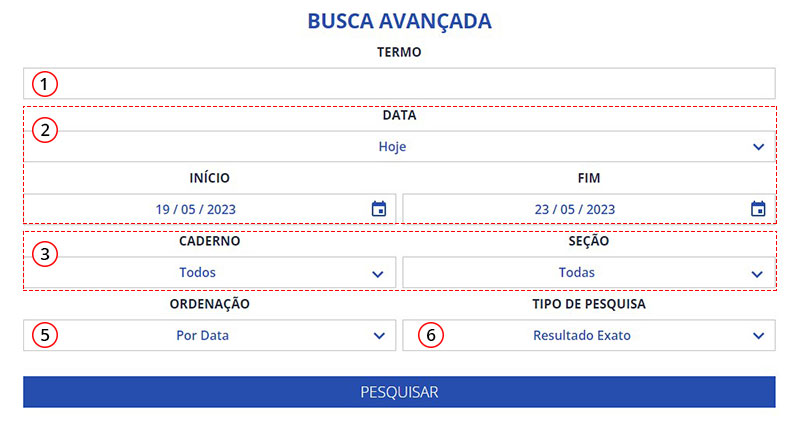 BUSCA AVANÇADA
TERMO
1
DATA
2
Hoje
INÍCIO FIM
19 / 05 / 2023 23 / 05 / 2023
CADERNO SEÇÃO
3
Todos Todas
ORDENAÇÃO TIPO DE PESQUISA
5 Por Data 6 Resultado Exato
PESQUISAR